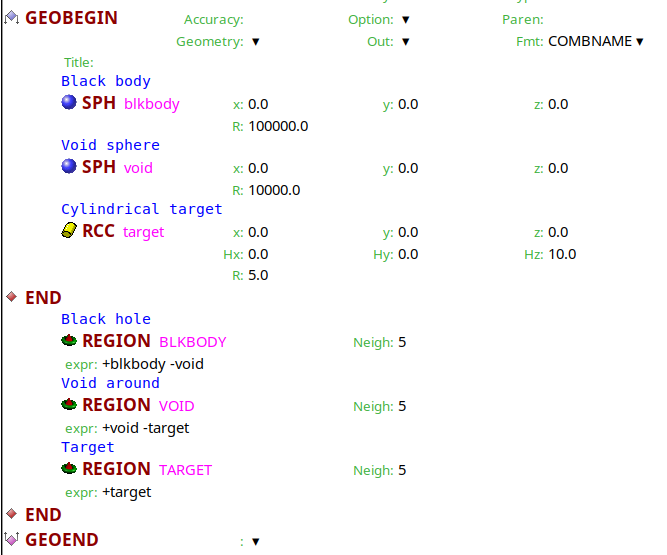 GEOBEGIN Accuracy: Option: ▼ Paren:
Geometry: ▼ Out: ▼ Fmt: COMBNAME ▼
Title:
Black body
SPH blkbody x: 0.0 y: 0.0 z: 0.0
R: 100000.0
Void sphere
SPH void x: 0.0 y: 0.0 z: 0.0
R: 10000.0
Cylindrical target
RCC target x: 0.0 y: 0.0 z: 0.0
Hx: 0.0 Hy: 0.0 Hz: 10.0
R: 5.0
END
Black hole
REGION BLKBODY Neigh: 5
expr: +blkbody -void
Void around
REGION VOID Neigh: 5
expr: +void -target
Target
REGION TARGET Neigh: 5
expr: +target
END
GEOEND : ▼